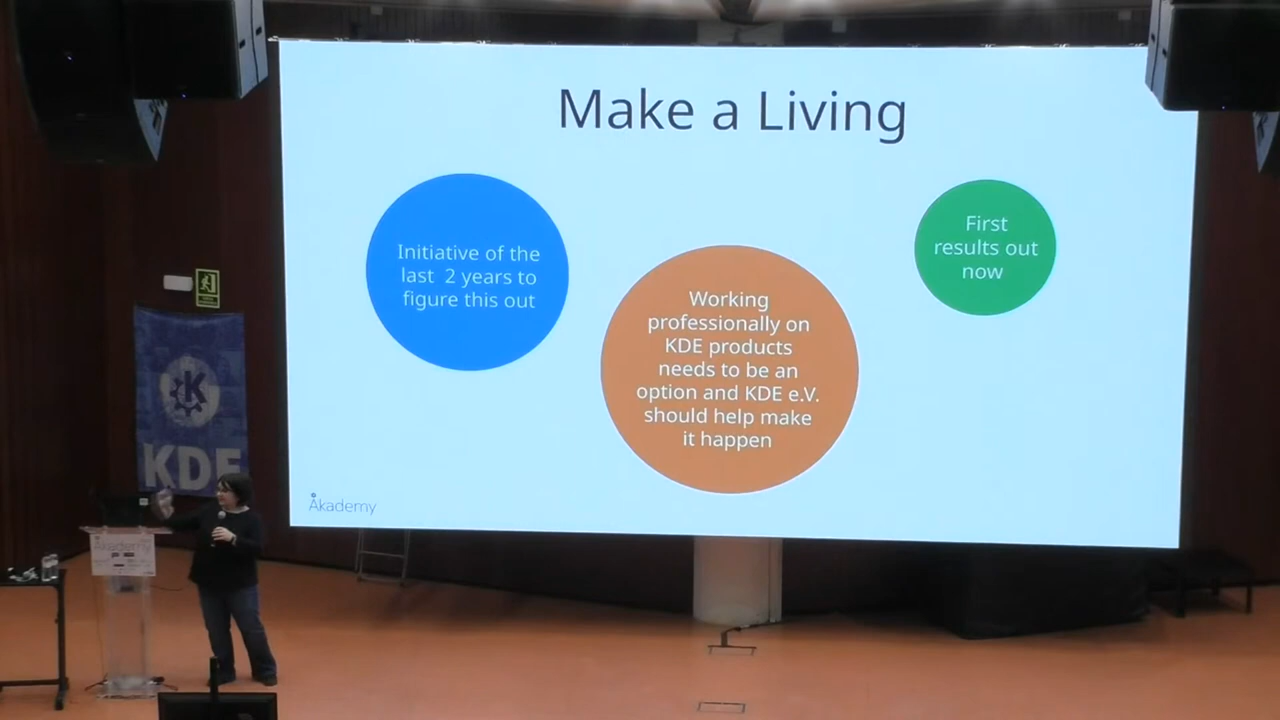 Make a Living
Initiative of the
last 2 years to
figure this out
Working
professionally on
KDE products
needs to be an
option and KDE e.V.
should help make
it happen
First
results out
now
Akademy
K
KDE
Akademy